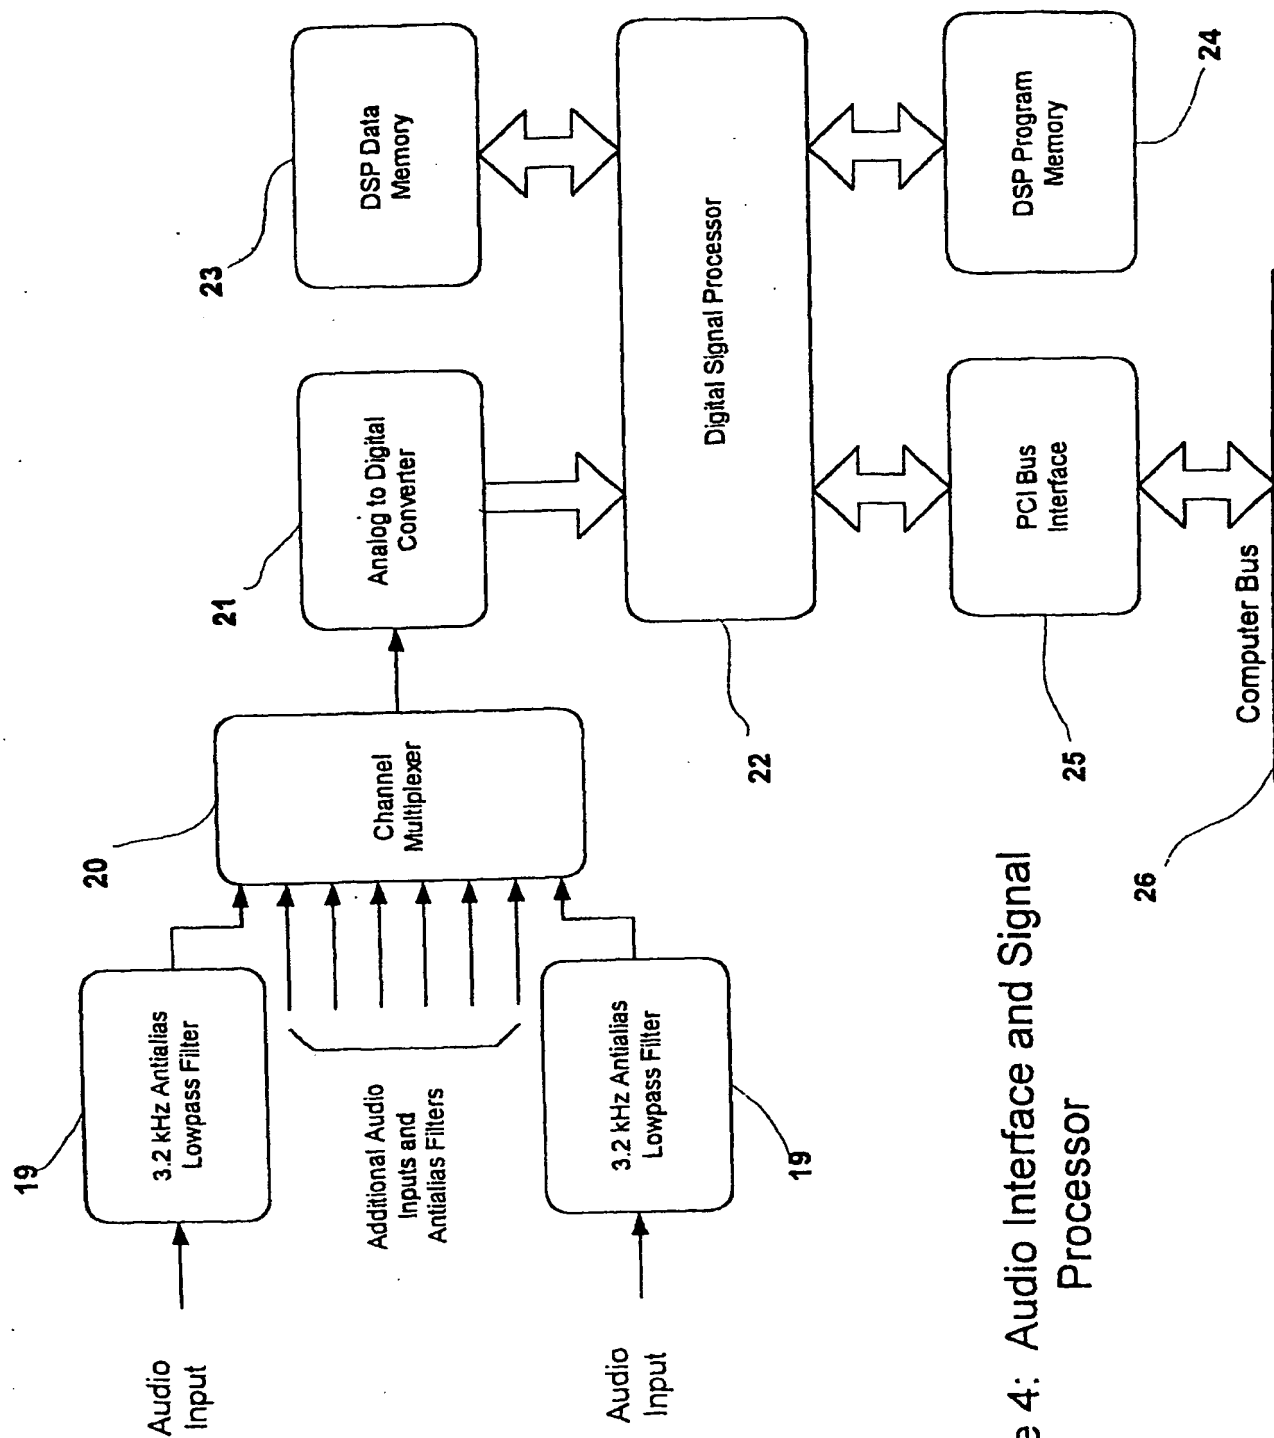 Audio
Input
19
3.2 kHz Antialias
Lowpass Filter
Additional Audio
Inputs and
Antialias Filters
Audio
Input
3.2 kHz Antialias
Lowpass Filter
19
20
Channel
Multiplexer
21
Analog to Digital
Converter
23
DSP Data
Memory
22
Digital Signal Processor
25
PCI Bus
Interface
DSP Program
Memory
24
Computer Bus
26
e 4: Audio Interface and Signal
Processor